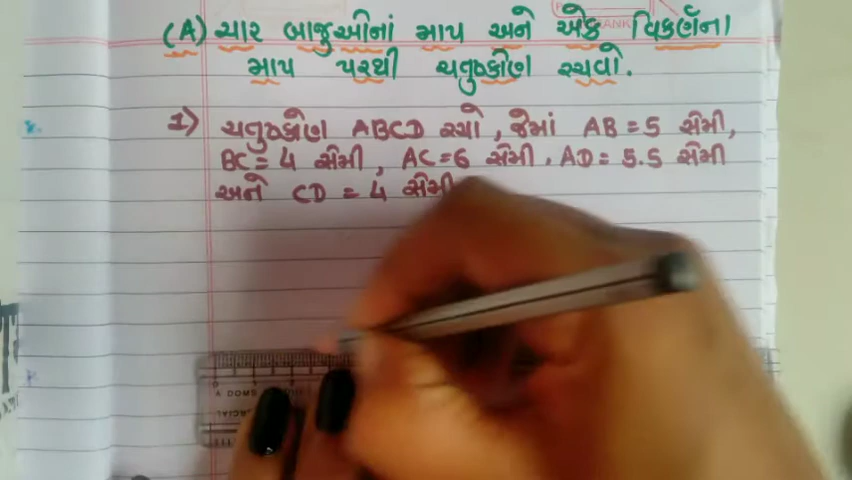 (A) ચાર બાજુઓનાં માપ અને એક વિકર્ણના
માપ પરથી ચતુષ્કોણ રચવો.
1) ચતુષ્કોણ ABCD રચો, જેમાં AB = 5 સેમી,
BC = 4 સેમી, AC = 6 સેમી. AD = 5.5 સેમી
અને CD = 4 સેમી
A DOMS